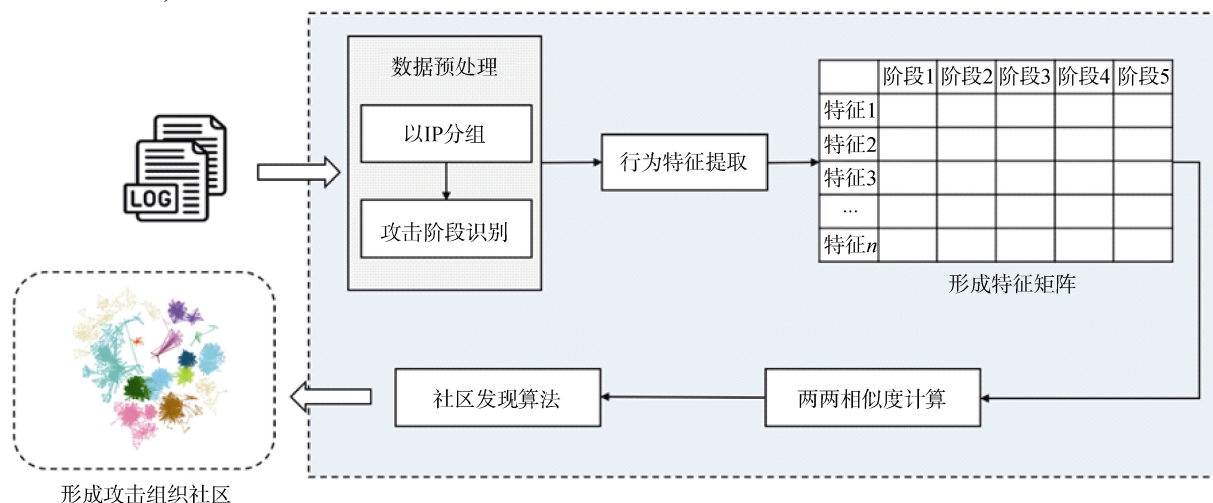 数据预处理
以IP分组
攻击阶段识别
LOG
行为特征提取
阶段1 阶段2 阶段3 阶段4 阶段5
特征1
特征2
特征3
...
特征n
形成特征矩阵
两两相似度计算
社区发现算法
形成攻击组织社区